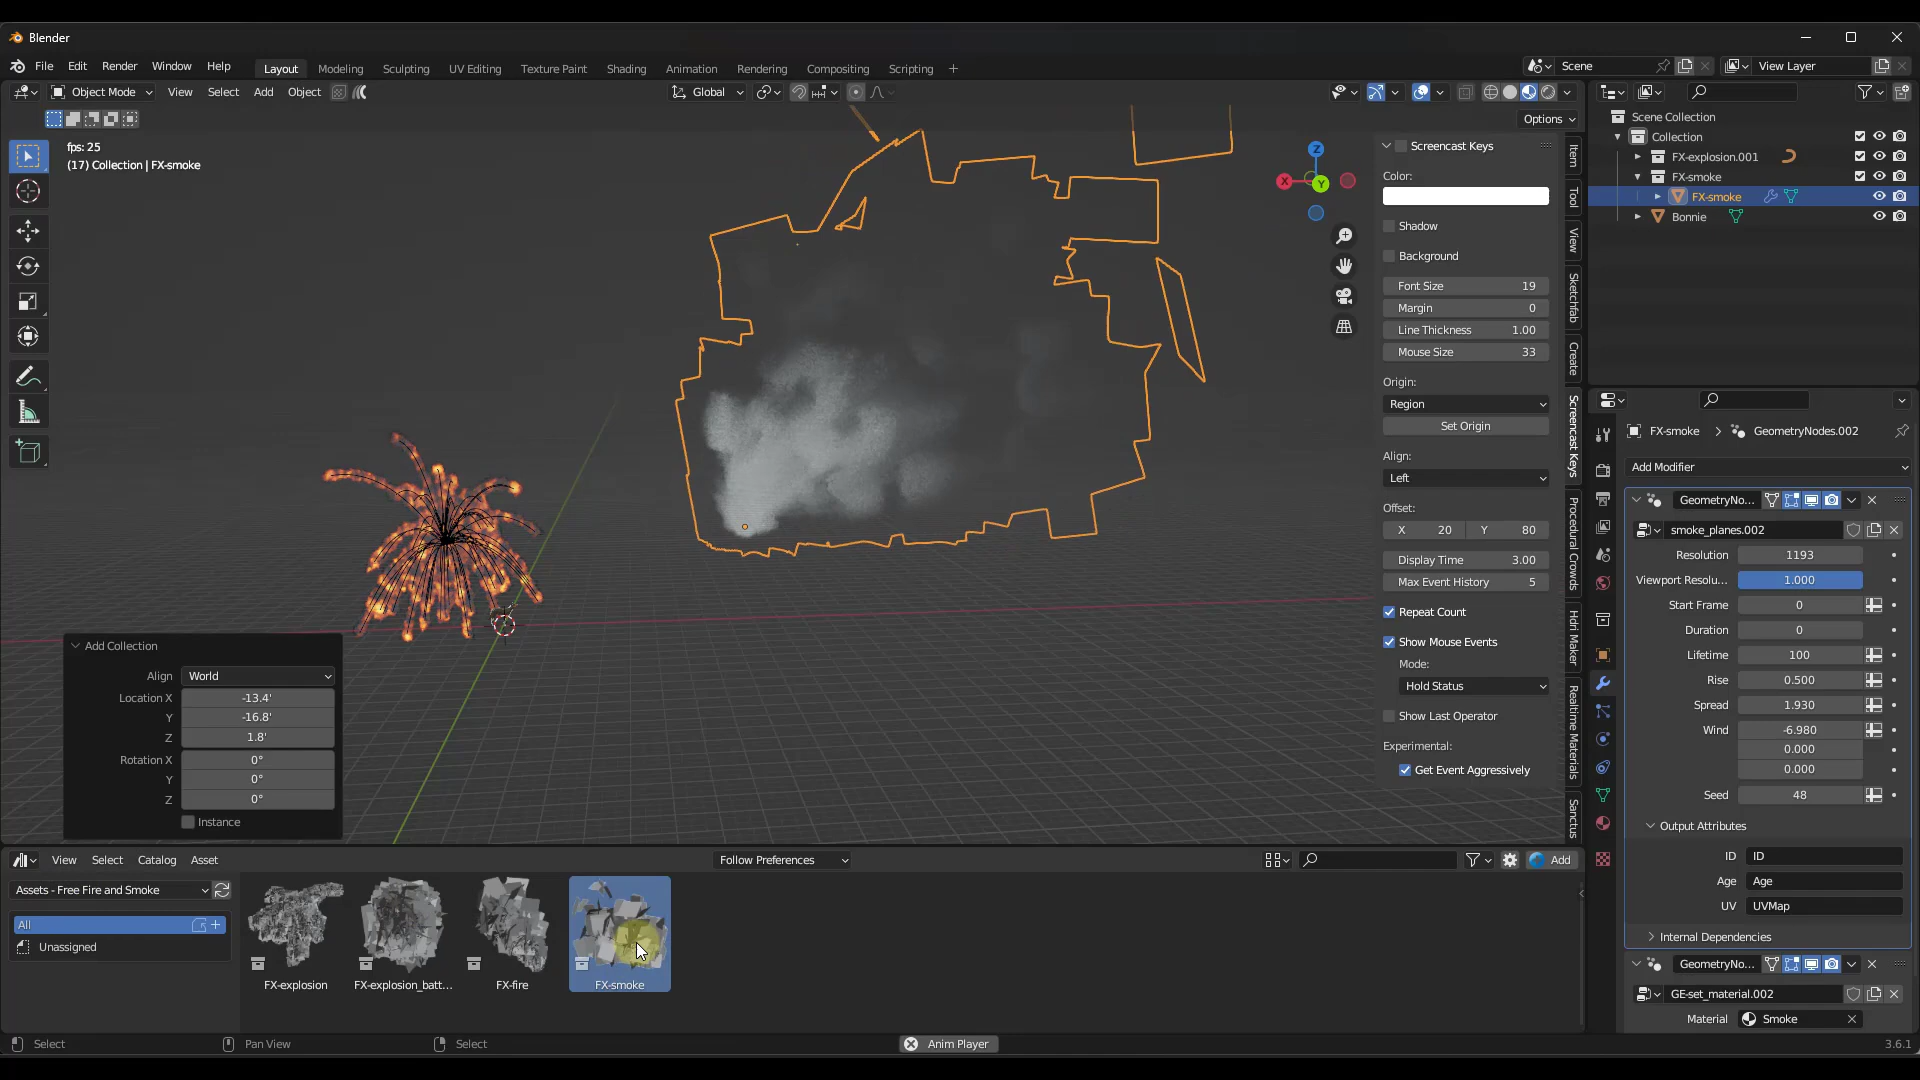 Blender
File Edit Render Window Help
Layout Modeling Sculpting UV Editing Texture Paint Shading Animation Rendering Compositing Scripting
Scene
View Layer
Object Mode View Select Add Object
Global
Options
fps: 25
(17) Collection | FX-smoke
Z
X
Y
Screencast Keys
Color:
Shadow
Background
Font Size 19
Margin 0
Line Thickness 1.00
Mouse Size 33
Origin:
Region
Set Origin
Align:
Left
Offset:
X 20 Y 80
Display Time 3.00
Max Event History 5
Repeat Count
Show Mouse Events
Mode:
Hold Status
Show Last Operator
Experimental:
Get Event Aggressively
Item
Tool
View
Sketchfab
Create
Screencast Keys
Procedural Crowds
Hdri Maker
Realtime Materials
Sanctus
Scene Collection
Collection
FX-explosion.001
FX-smoke
FX-smoke
Bonnie
FX-smoke > GeometryNodes.002
Add Modifier
GeometryNo...
smoke_planes.002
Resolution 1193
Viewport Resolu... 1.000
Start Frame 0
Duration 0
Lifetime 100
Rise 0.500
Spread 1.930
Wind -6.980
0.000
0.000
Seed 48
Output Attributes
ID ID
Age Age
UV UVMap
Internal Dependencies
GeometryNo...
GE-set_material.002
Material Smoke
Add Collection
Align World
Location X -13.4'
Y -16.8'
Z 1.8'
Rotation X 0°
Y 0°
Z 0°
Instance
View Select Catalog Asset
Follow Preferences
Add
Assets - Free Fire and Smoke
All
Unassigned
FX-explosion
FX-explosion_batt...
FX-fire
FX-smoke
Select
Pan View
Select
Anim Player
3.6.1